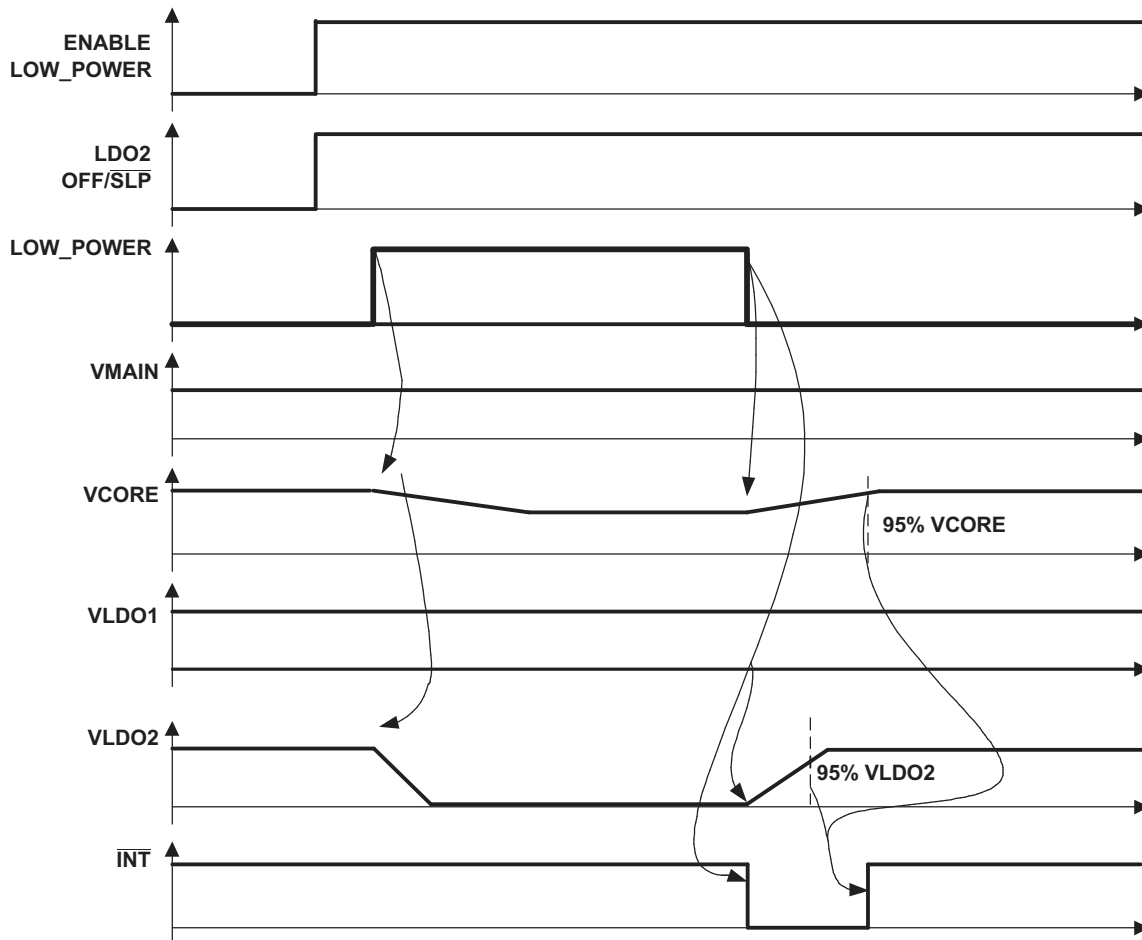 ENABLE
LOW_POWER
LDO2
OFF/SLP
LOW_POWER
VMAIN
VCORE
95% VCORE
VLDO1
VLDO2
95% VLDO2
INT